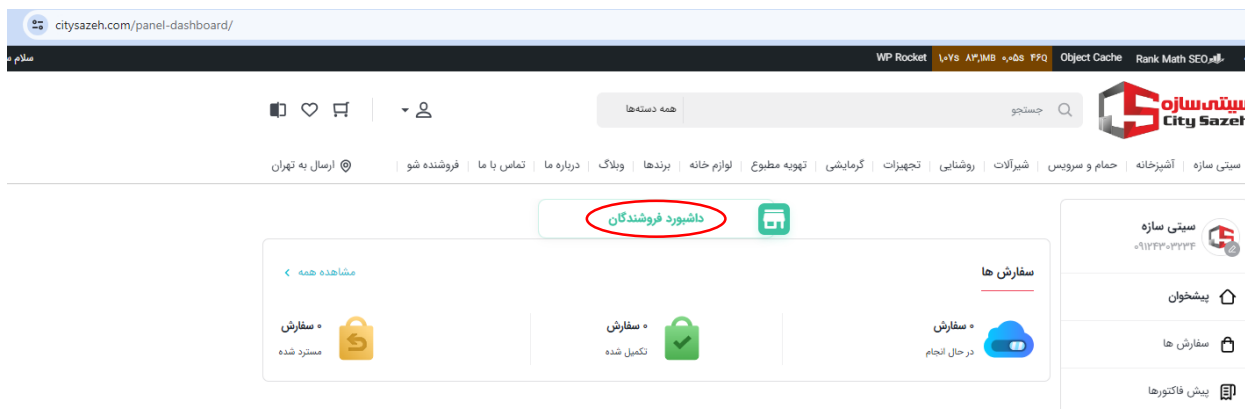 citysazeh.com/panel-dashboard/
سلام
WP Rocket ۱,۰۷S ۸۳,۱MB ۰,۰۵S ۴۶Q Object Cache Rank Math SEO
سیتی سازه
City Sazeh
جستجو
همه دسته‌ها
سیتی سازه | آشپزخانه | حمام و سرویس | شیرآلات | روشنایی | تجهیزات | گرمایشی | تهویه مطبوع | لوازم خانه | برندها | وبلاگ | درباره ما | تماس با ما | فروشنده شو | ارسال به تهران
داشبورد فروشندگان
سیتی سازه
۰۹۱۲۴۳۰۳۲۳۴
پیشخوان
سفارش ها
پیش فاکتورها
سفارش ها
مشاهده همه
۰ سفارش
در حال انجام
۰ سفارش
تکمیل شده
۰ سفارش
مسترد شده